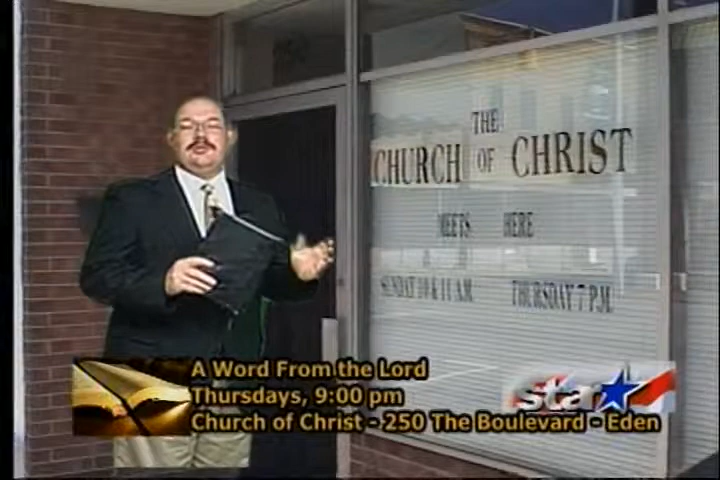 THE
CHURCH OF CHRIST
MEETS HERE
SUNDAY 10 & 11 A.M. THURSDAY 7 P.M.
A Word From the Lord
Thursdays, 9:00 pm
Church of Christ - 250 The Boulevard - Eden
star